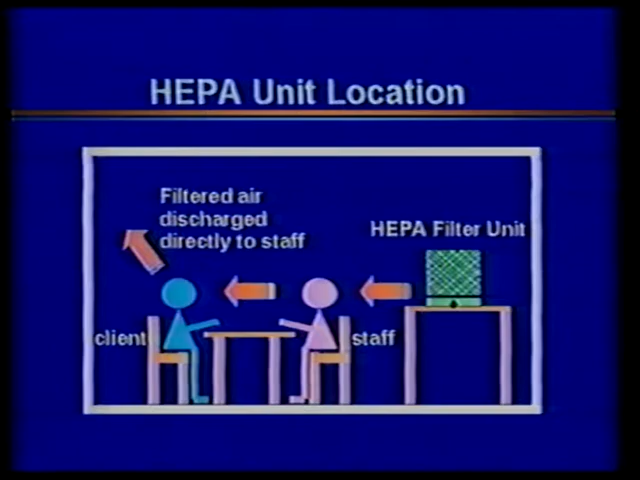 HEPA Unit Location
Filtered air
discharged
directly to staff
HEPA Filter Unit
client
staff